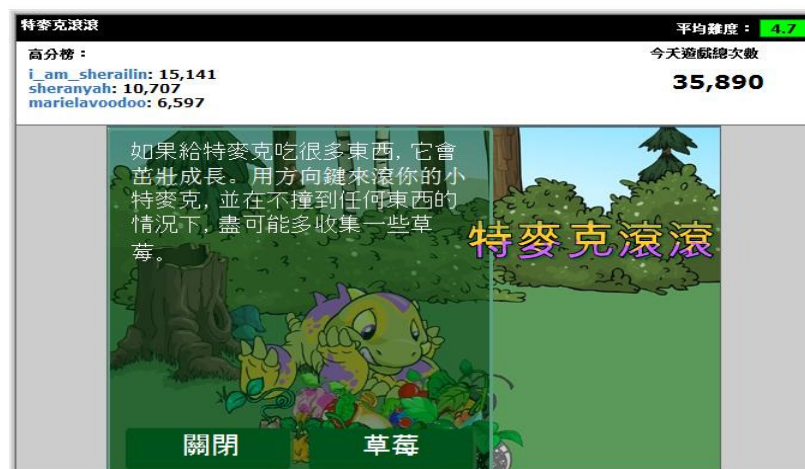 特麥克滾滾
平均難度： 4.7
高分榜：
今天遊戲總次數
i_am_sherailin: 15,141
sheranyah: 10,707
marielavoodoo: 6,597
35,890
如果給特麥克吃很多東西, 它會
茁壯成長。用方向鍵來滾你的小
特麥克, 並在不撞到任何東西的
情況下, 盡可能多收集一些草
莓。
特麥克滾滾
關閉
草莓